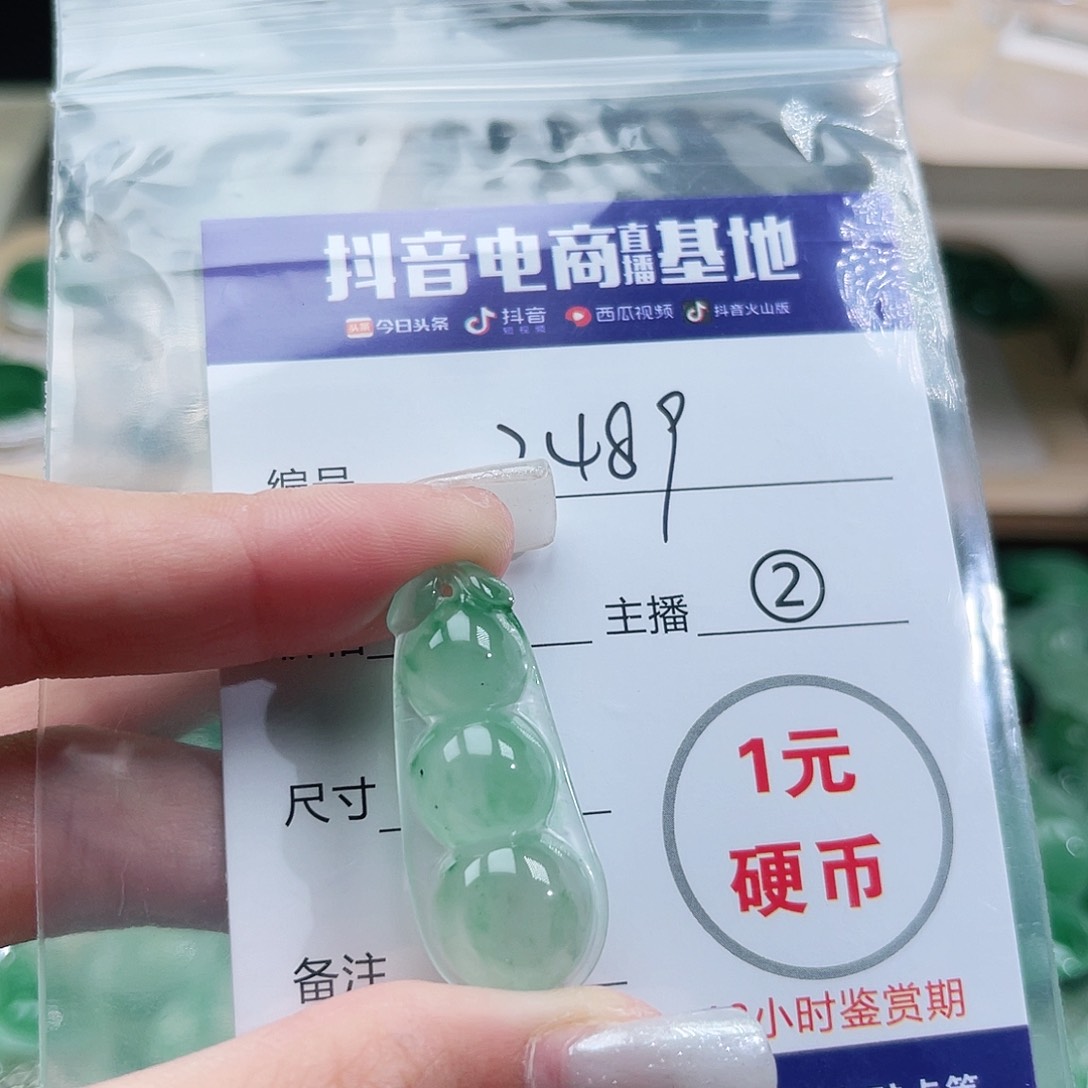 抖音电商直播基地
今日头条 抖音 西瓜视频 抖音火山版
编号 2489
主播 ②
1元
硬币
尺寸
备注
小时鉴赏期